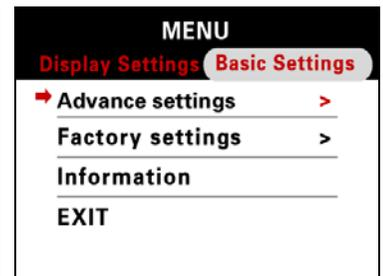 MENU
Display Settings Basic Settings
Advance settings >
Factory settings >
Information
EXIT